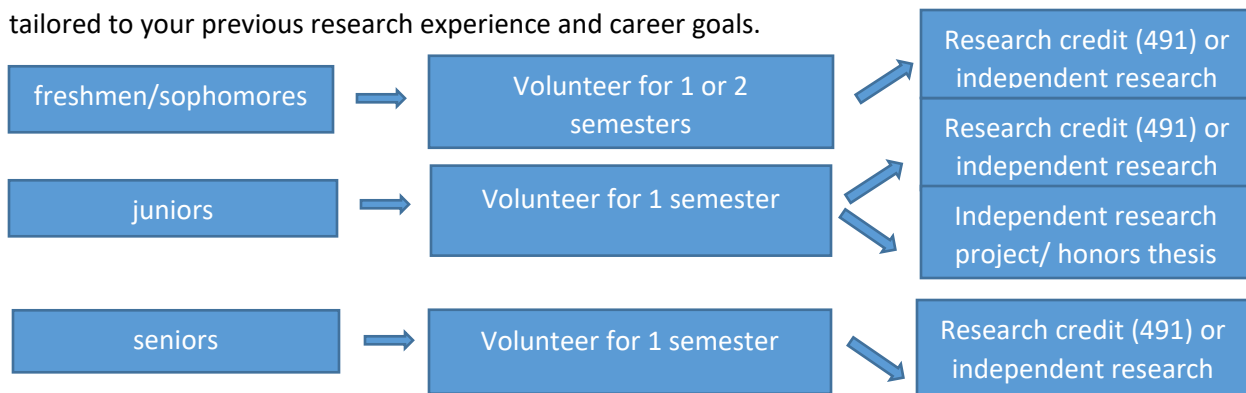 tailored to your previous research experience and career goals.
freshmen/sophomores
Volunteer for 1 or 2
semesters
Research credit (491) or
independent research
juniors
Volunteer for 1 semester
Research credit (491) or
independent research
Independent research
project/ honors thesis
seniors
Volunteer for 1 semester
Research credit (491) or
independent research